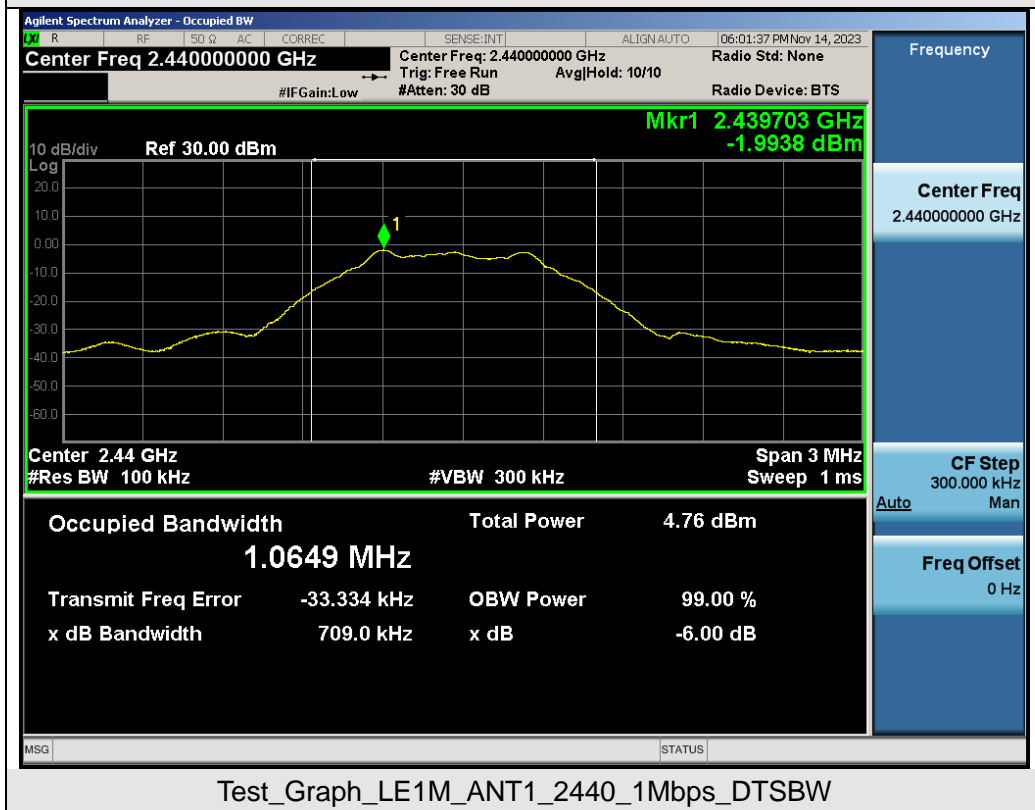 Agilent Spectrum Analyzer - Occupied BW
LXI R RF 50 Ω AC CORREC SENSE:INT ALIGN AUTO 06:01:37 PM Nov 14, 2023
Center Freq 2.440000000 GHz
Center Freq: 2.440000000 GHz Radio Std: None
Trig: Free Run Avg|Hold: 10/10
#IFGain:Low #Atten: 30 dB Radio Device: BTS
Frequency
Mkr1 2.439703 GHz
-1.9938 dBm
10 dB/div Ref 30.00 dBm
Log
20.0
10.0
0.00
-10.0
-20.0
-30.0
-40.0
-50.0
-60.0
1
Center Freq
2.440000000 GHz
Center 2.44 GHz Span 3 MHz
#Res BW 100 kHz #VBW 300 kHz Sweep 1 ms
CF Step
300.000 kHz
Auto Man
Occupied Bandwidth Total Power 4.76 dBm
1.0649 MHz
Transmit Freq Error -33.334 kHz OBW Power 99.00 %
x dB Bandwidth 709.0 kHz x dB -6.00 dB
Freq Offset
0 Hz
MSG STATUS
Test_Graph_LE1M_ANT1_2440_1Mbps_DTSBW